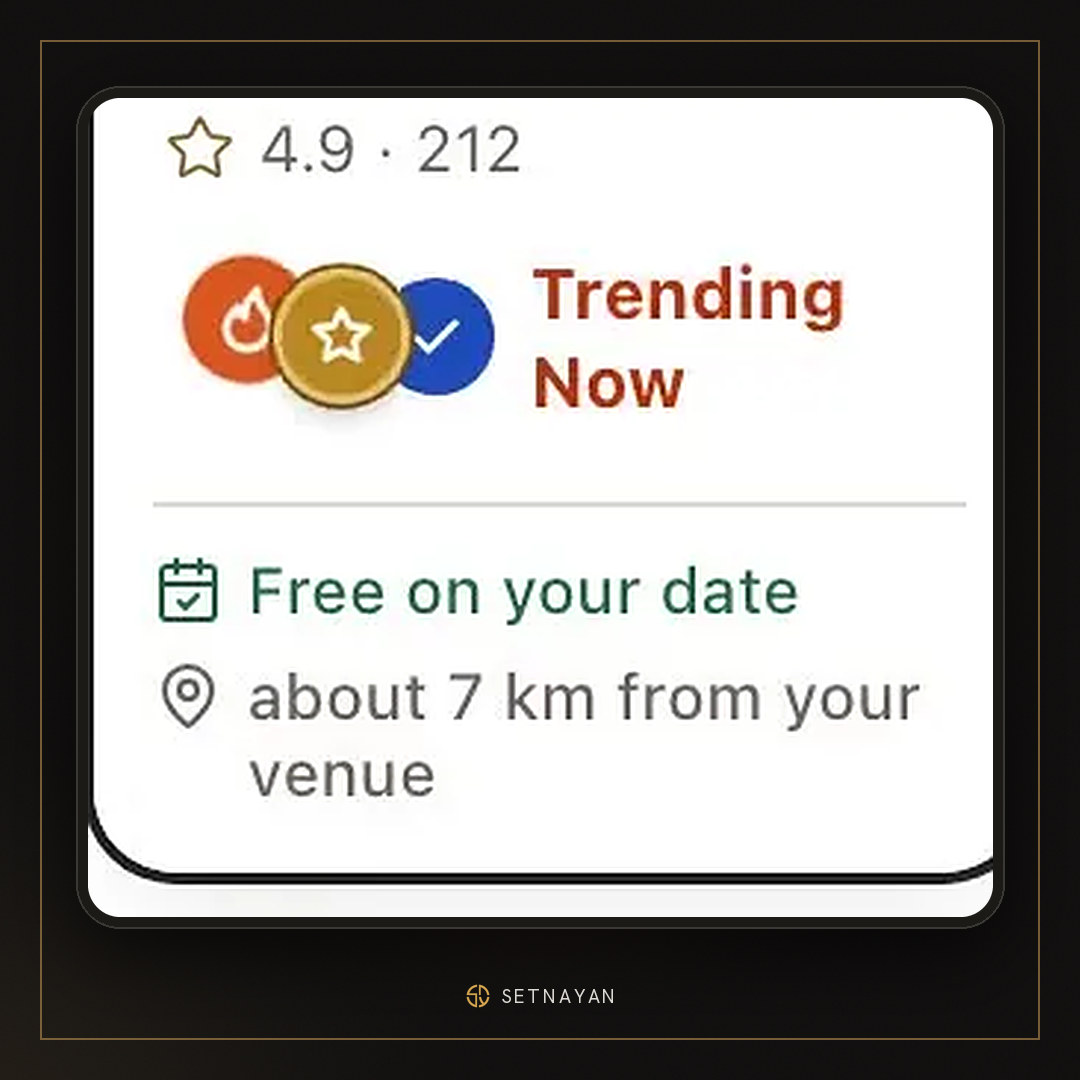 4.9 · 212
Trending
Now
Free on your date
about 7 km from your
venue
SETNAYAN